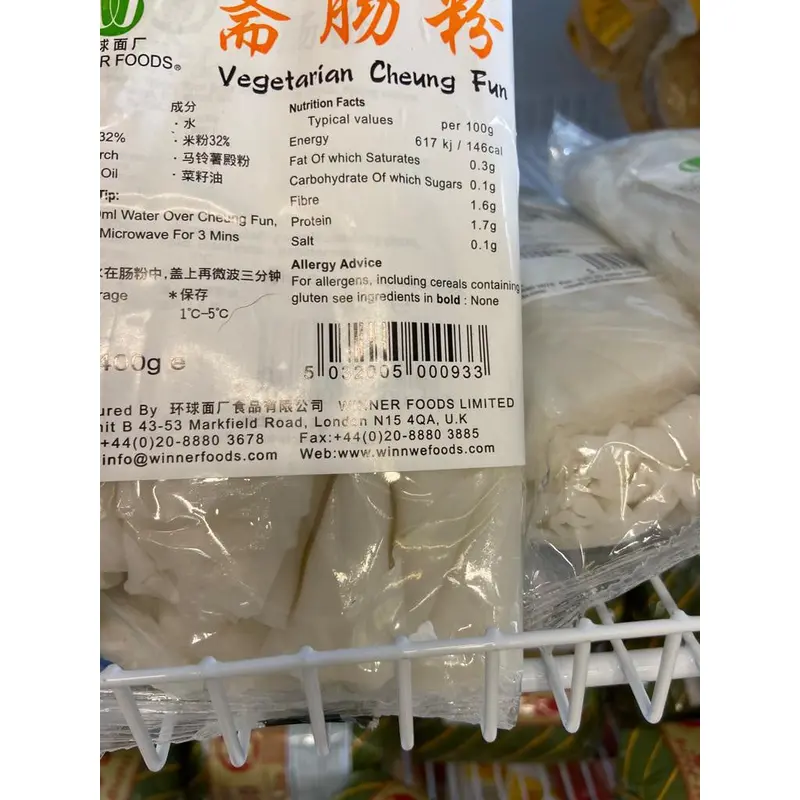 斋肠粉
球面厂
ER FOODS®
Vegetarian Cheung Fun
成分
· 水
32%
· 米粉32%
rch
· 马铃薯殿粉
Oil
· 菜籽油
Tip:
ml Water Over Cheung Fun,
Microwave For 3 Mins
在肠粉中,盖上再微波三分钟
rage
*保存
1°C-5°C
400g e
Nutrition Facts
Typical values per 100g
Energy 617 kj / 146cal
Fat Of which Saturates 0.3g
Carbohydrate Of which Sugars 0.1g
Fibre 1.6g
Protein 1.7g
Salt 0.1g
Allergy Advice
For allergens, including cereals containing
gluten see ingredients in bold : None
5 032005 000933
ured By 环球面厂食品有限公司 WINNER FOODS LIMITED
nit B 43-53 Markfield Road, London N15 4QA, U.K
+44(0)20-8880 3678 Fax:+44(0)20-8880 3885
info@winnerfoods.com Web:www.winnwefoods.com